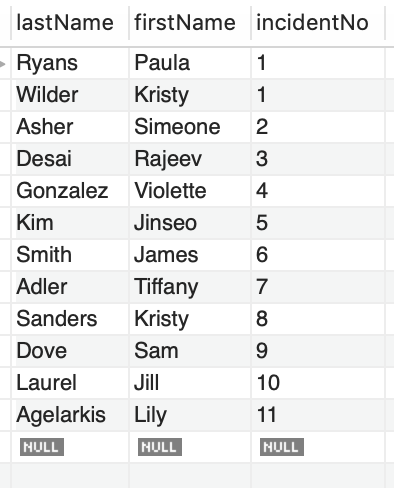 lastName firstName incidentNo
Ryans Paula 1
Wilder Kristy 1
Asher Simeone 2
Desai Rajeev 3
Gonzalez Violette 4
Kim Jinseo 5
Smith James 6
Adler Tiffany 7
Sanders Kristy 8
Dove Sam 9
Laurel Jill 10
Agelarkis Lily 11
NULL NULL NULL